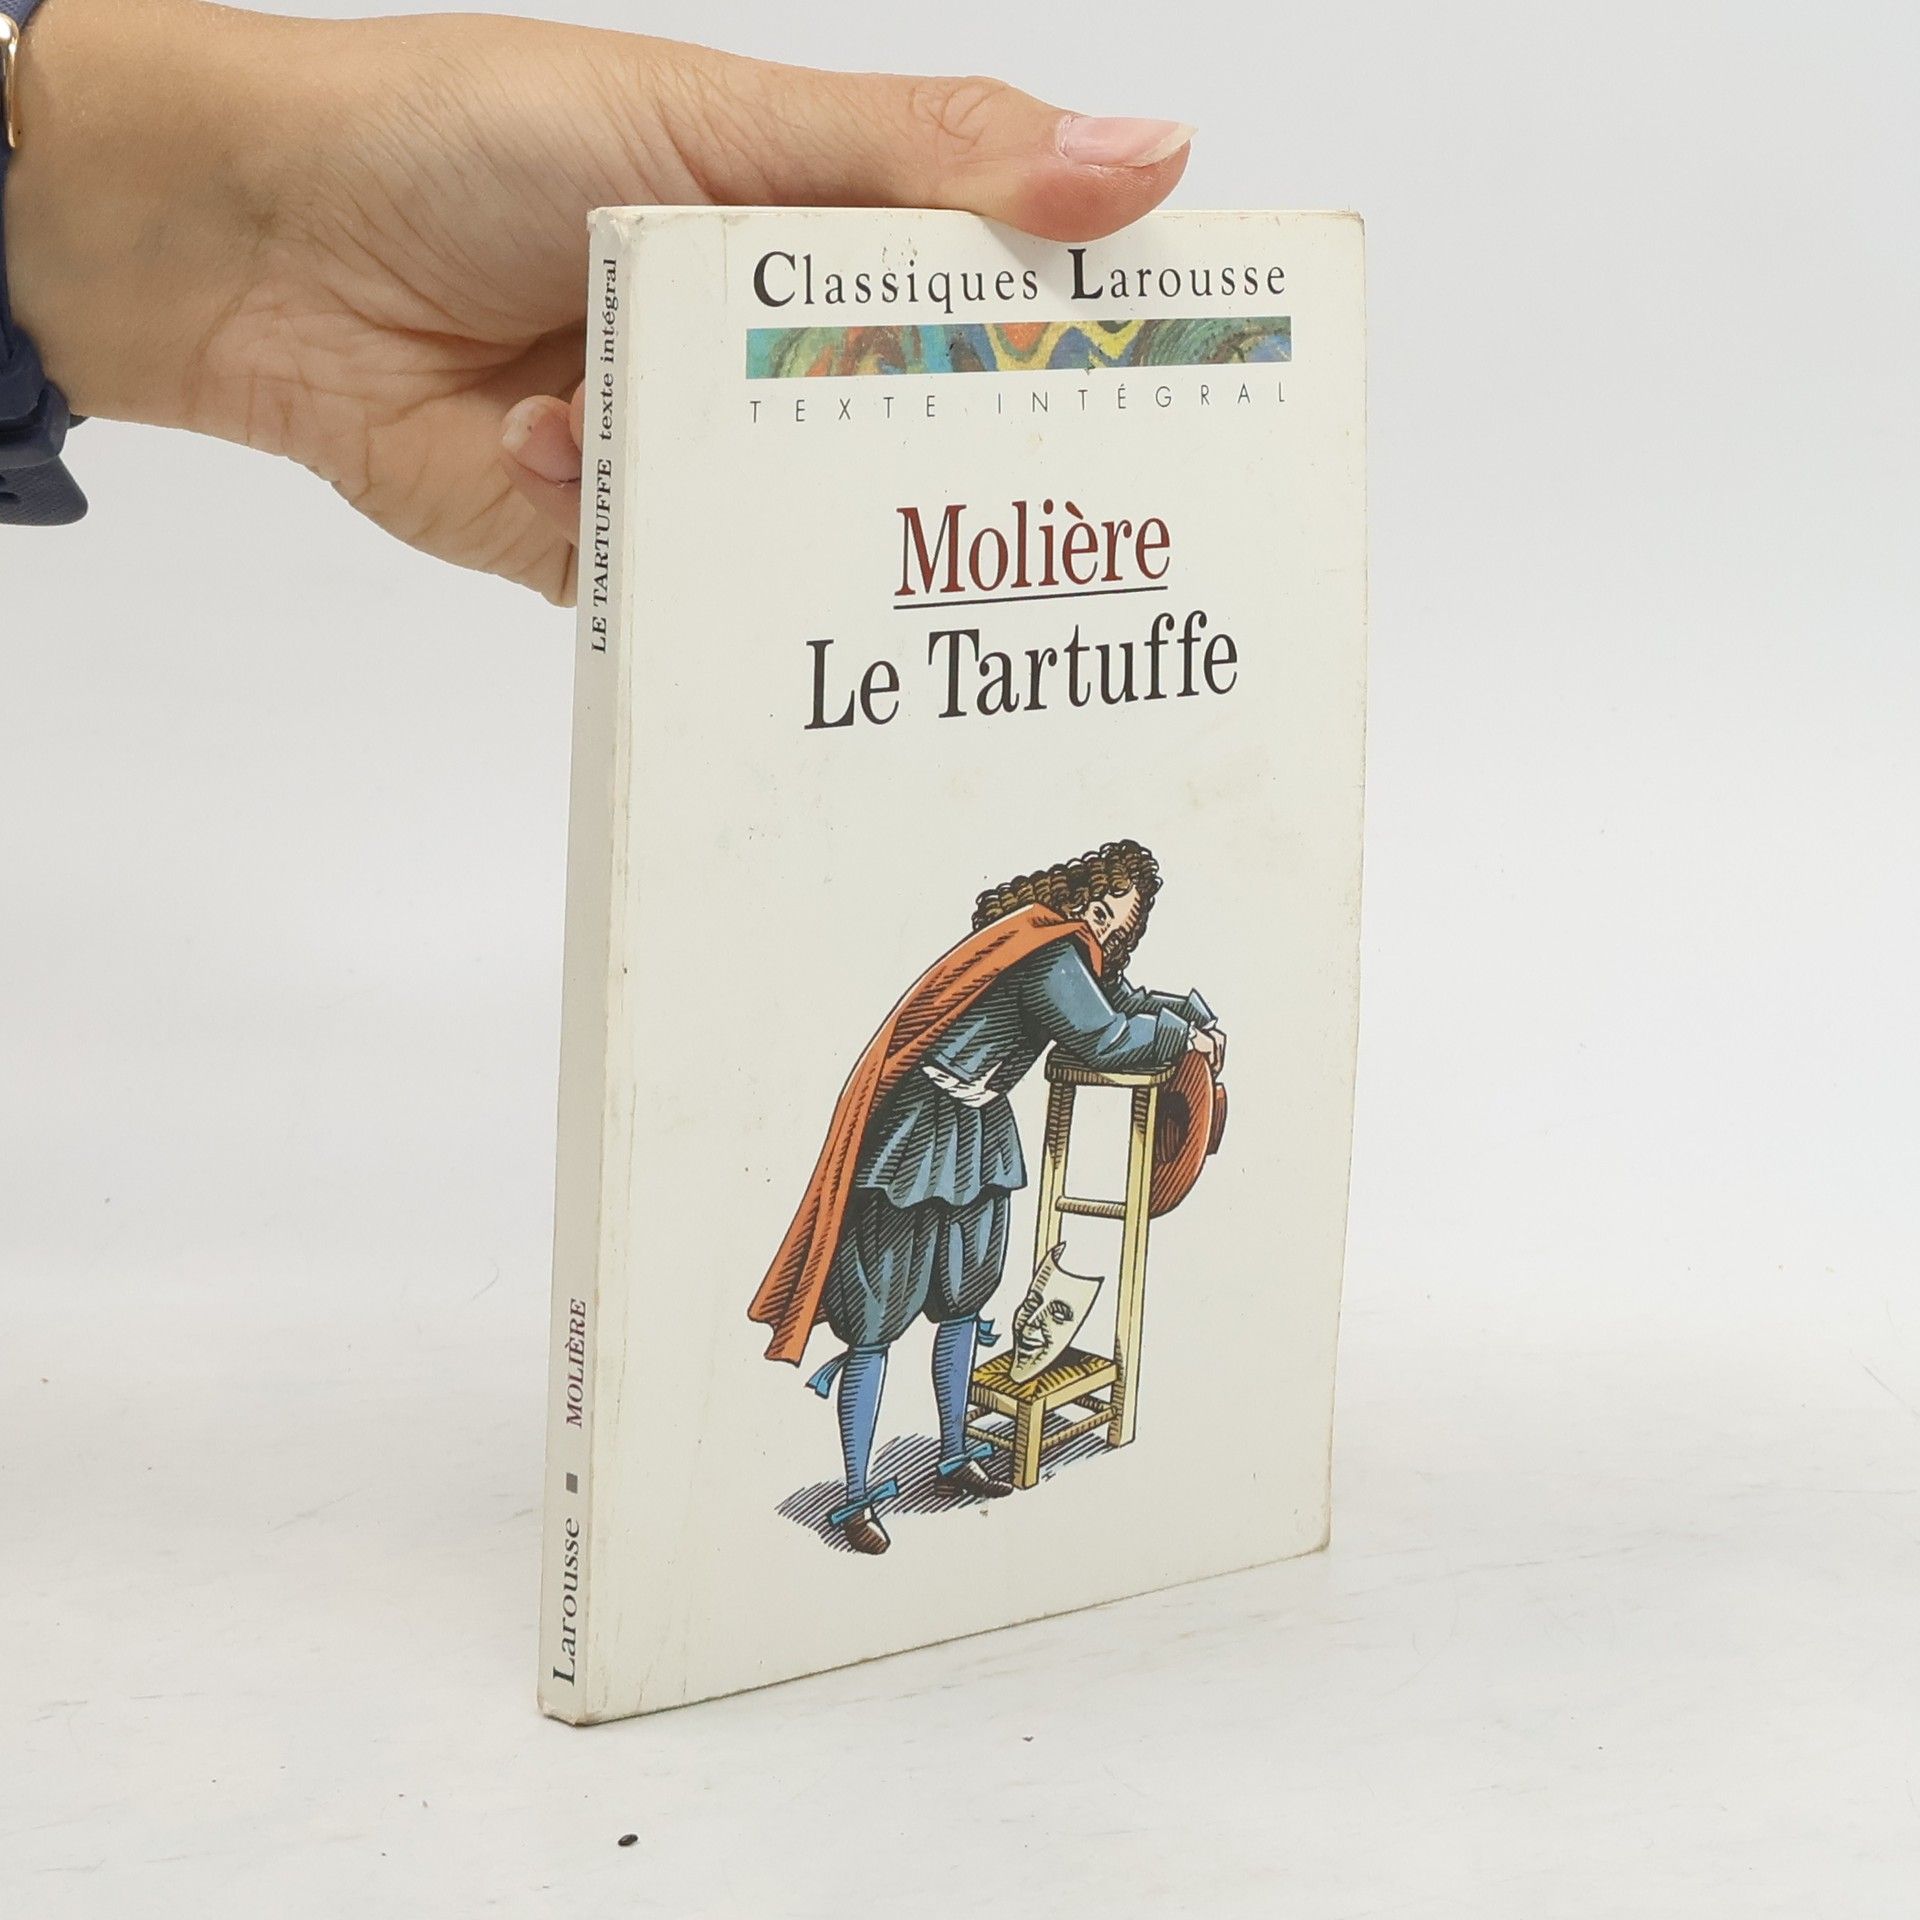 Classiques Larousse
TEXTE INTÉGRAL
Molière
Le Tartuffe
Larousse ■ MOLIÈRE LE TARTUFFE texte intégral